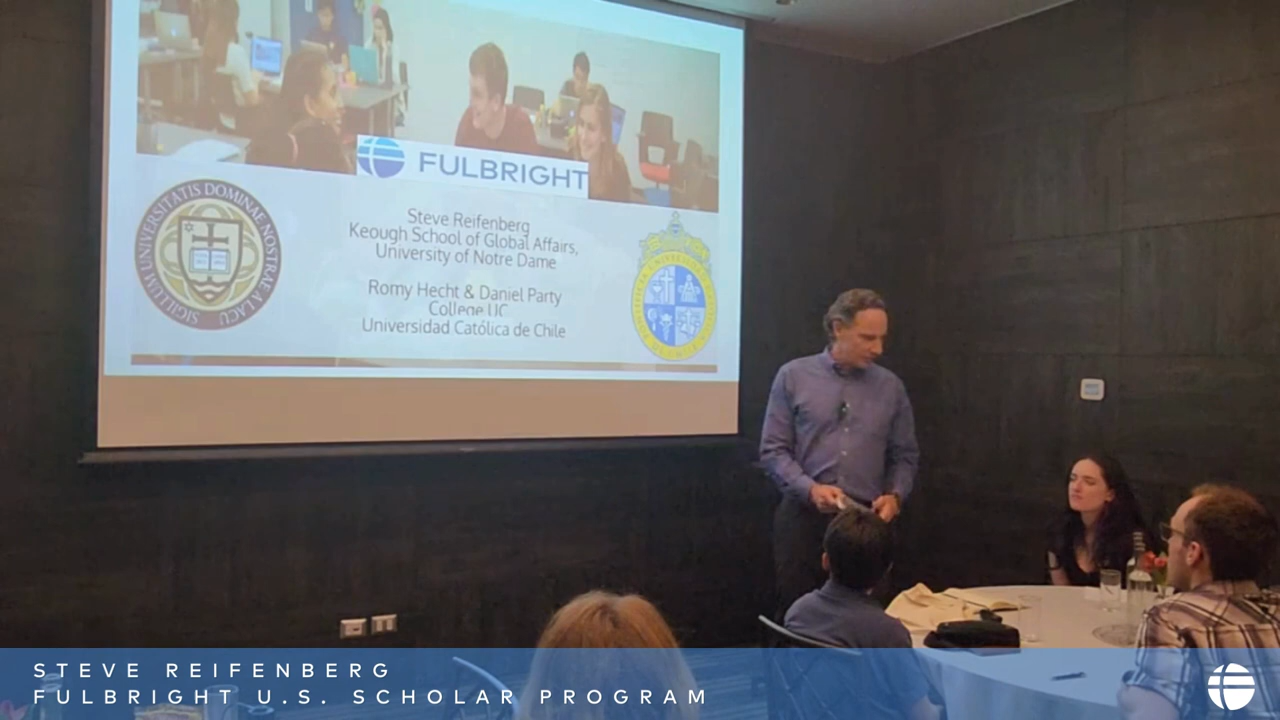 FULBRIGHT
SIGILLUM UNIVERSITATIS DOMINAE NOSTRAE A LACU
Steve Reifenberg
Keough School of Global Affairs,
University of Notre Dame
Romy Hecht & Daniel Party
College UC
Universidad Católica de Chile
STEVE REIFENBERG
FULBRIGHT U.S. SCHOLAR PROGRAM